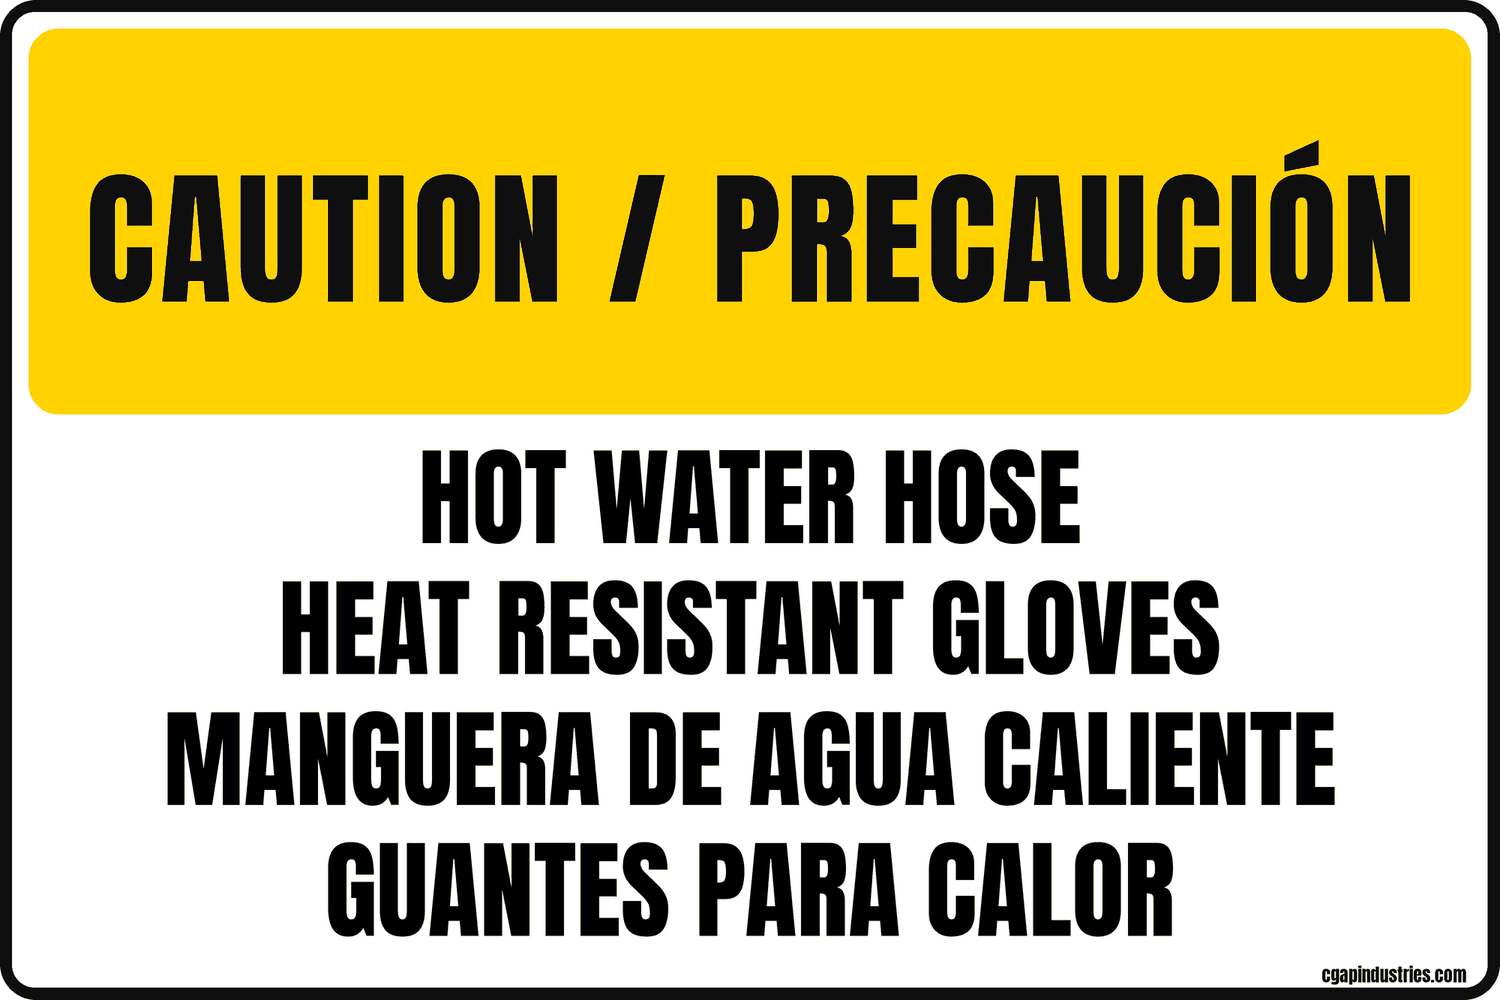 CAUTION / PRECAUCIÓN
HOT WATER HOSE
HEAT RESISTANT GLOVES
MANGUERA DE AGUA CALIENTE
GUANTES PARA CALOR
cgapindustries.com